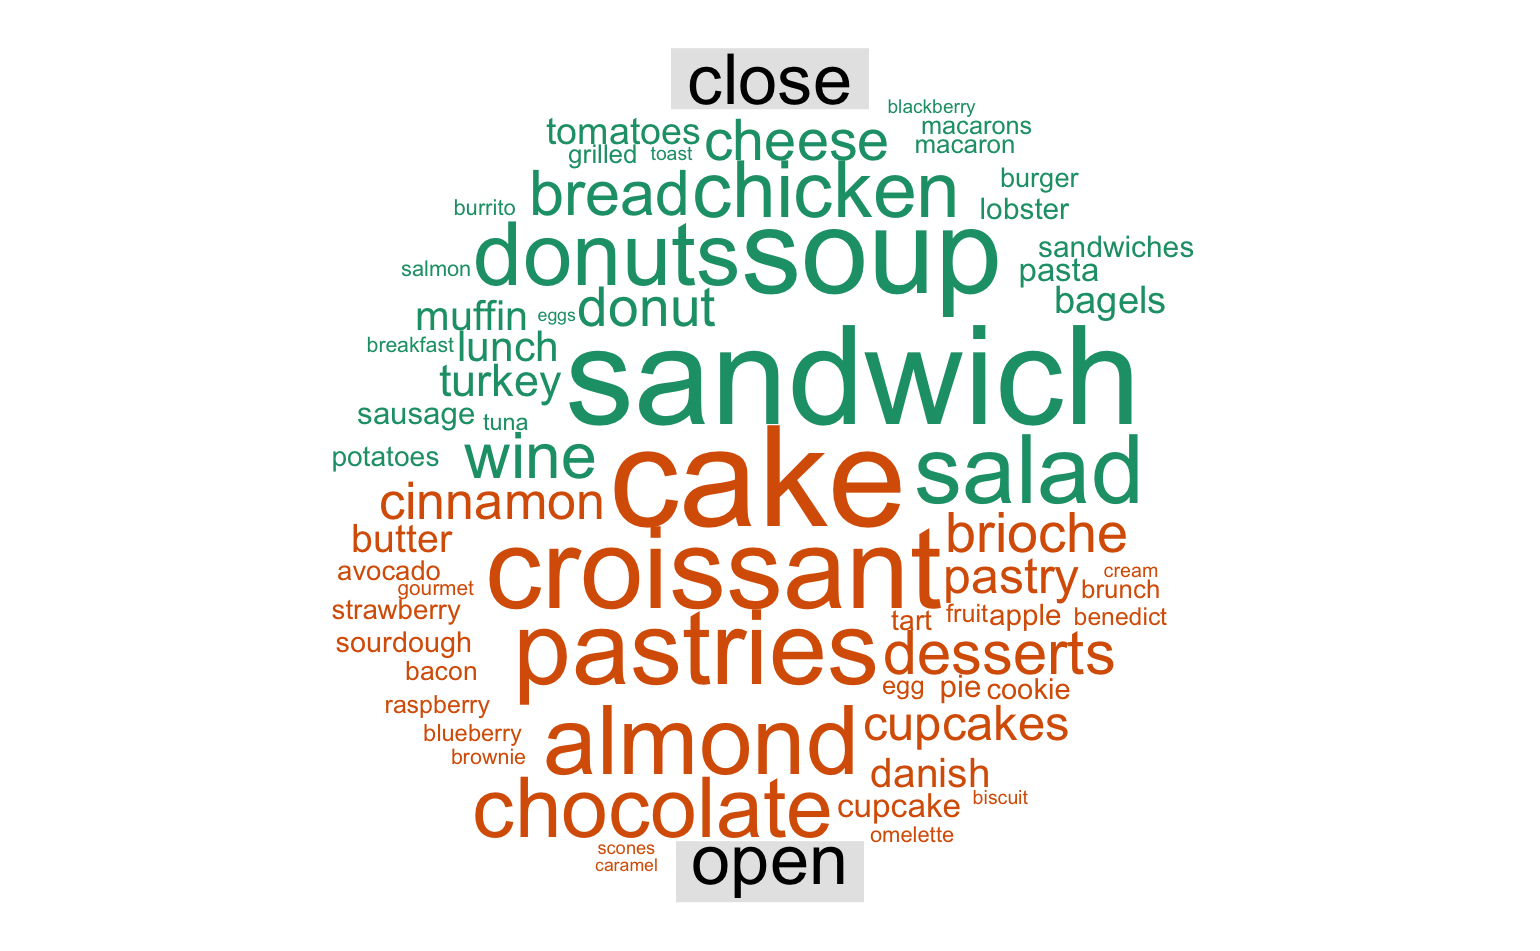 close
blackberry
tomatoes cheese macarons
grilled toast macaron
bread chicken burger
burrito lobster
donuts soup sandwiches
salmon pasta
muffin eggs donut bagels
breakfast lunch
turkey sandwich
sausage tuna
potatoes wine salad
cinnamon cake
butter brioche
avocado croissant pastry cream
gourmet brunch
strawberry tart fruit apple benedict
sourdough pastries desserts
bacon egg pie cookie
raspberry
blueberry almond cupcakes
brownie danish
chocolate cupcake biscuit
omelette
scones
caramel
open